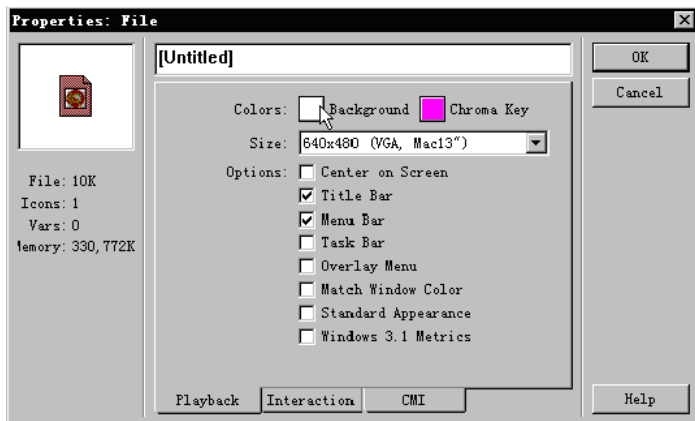 Properties: File
[Untitled]
OK
Cancel
Colors: Background Chroma Key
Size: 640x480 (VGA, Mac13")
Options: Center on Screen
Title Bar
Menu Bar
Task Bar
Overlay Menu
Match Window Color
Standard Appearance
Windows 3.1 Metrics
File: 10K
Icons: 1
Vars: 0
Memory: 330,772K
Playback Interaction CMI
Help